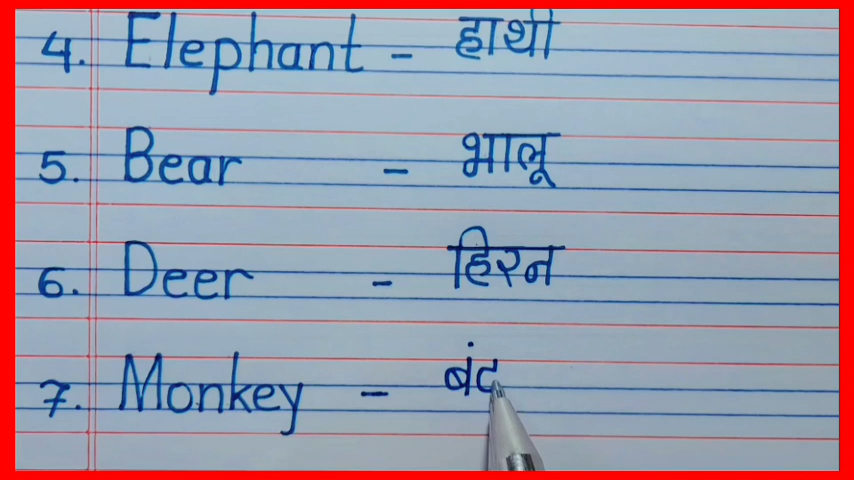 4. Elephant - हाथी
5. Bear - भालू
6. Deer - हिरन
7. Monkey - बंद